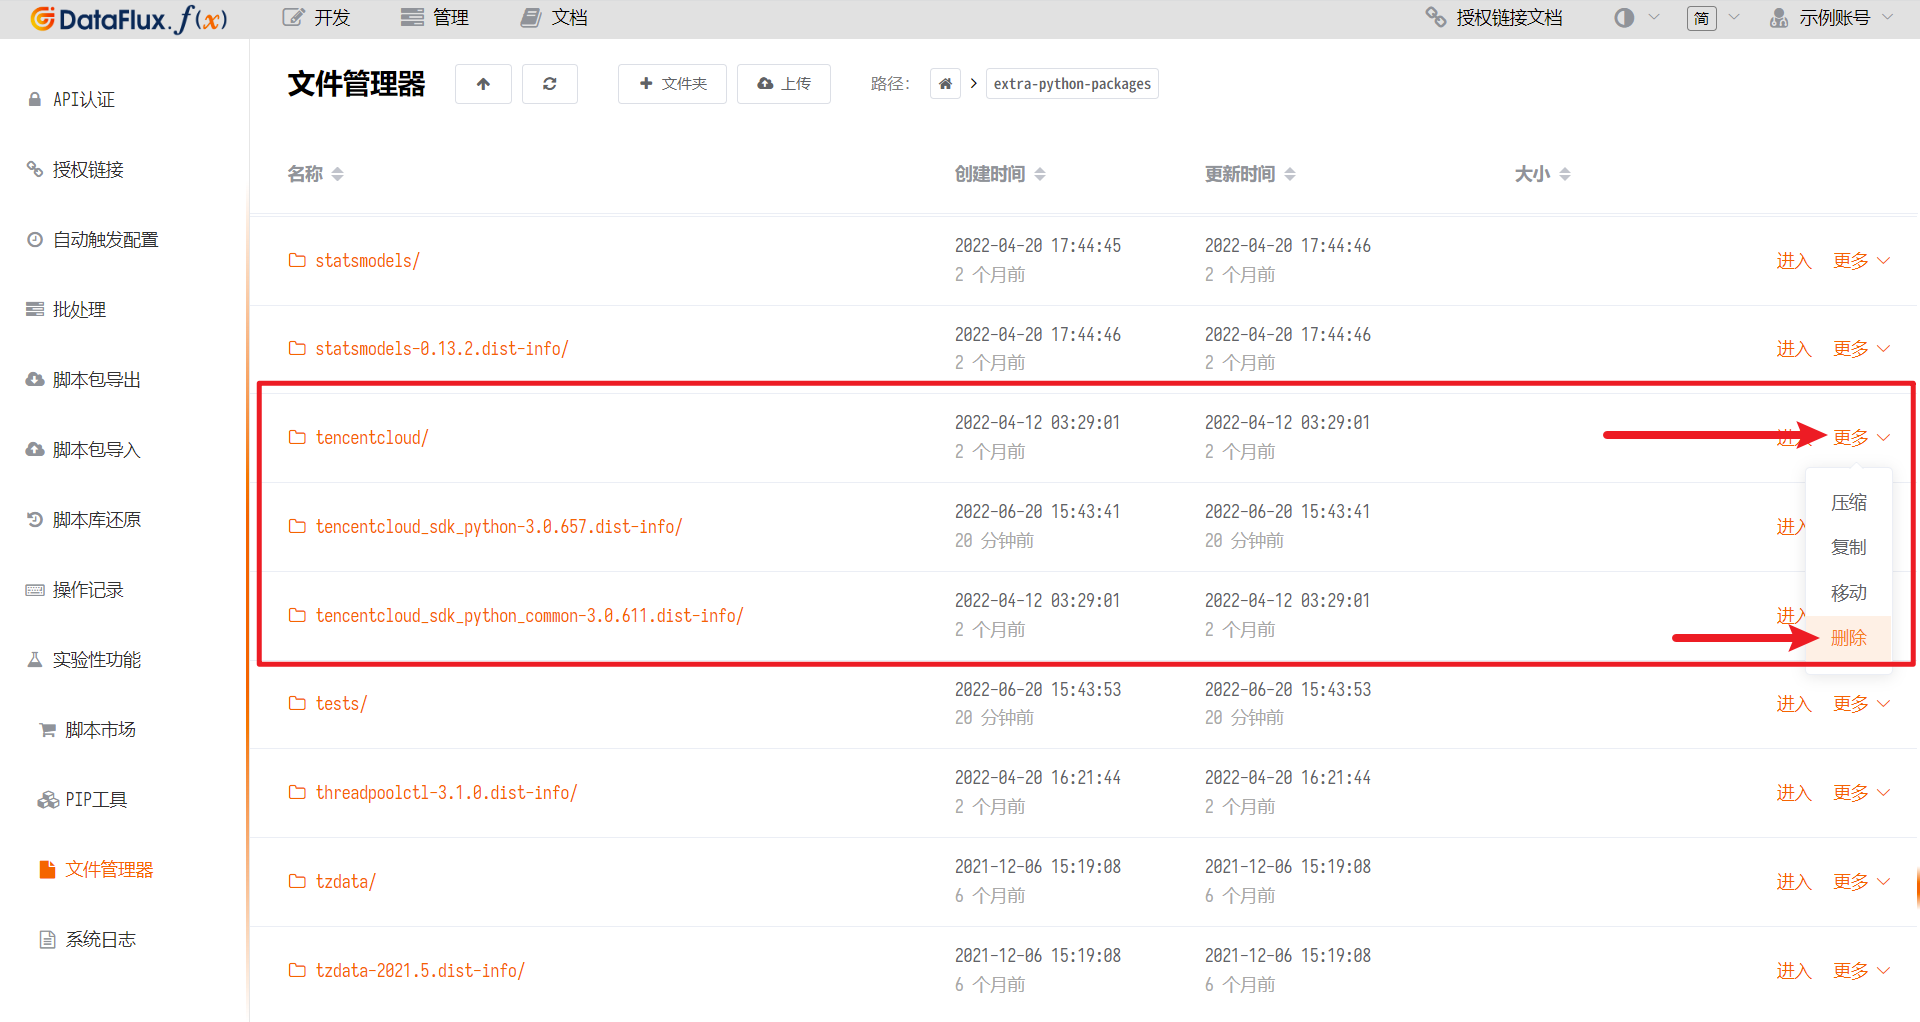 DataFlux.f(x)
开发
管理
文档
授权链接文档
简
示例账号
API认证
授权链接
自动触发配置
批处理
脚本包导出
脚本包导入
脚本库还原
操作记录
实验性功能
脚本市场
PIP工具
文件管理器
系统日志
文件管理器
文件夹
上传
路径：
extra-python-packages
名称
创建时间
更新时间
大小
statsmodels/
2022-04-20 17:44:45
2 个月前
2022-04-20 17:44:46
2 个月前
进入
更多
statsmodels-0.13.2.dist-info/
2022-04-20 17:44:46
2 个月前
2022-04-20 17:44:46
2 个月前
进入
更多
tencentcloud/
2022-04-12 03:29:01
2 个月前
2022-04-12 03:29:01
2 个月前
进入
更多
压缩
复制
移动
删除
tencentcloud_sdk_python-3.0.657.dist-info/
2022-06-20 15:43:41
20 分钟前
2022-06-20 15:43:41
20 分钟前
进入
tencentcloud_sdk_python_common-3.0.611.dist-info/
2022-04-12 03:29:01
2 个月前
2022-04-12 03:29:01
2 个月前
进入
tests/
2022-06-20 15:43:53
20 分钟前
2022-06-20 15:43:53
20 分钟前
进入
更多
threadpoolctl-3.1.0.dist-info/
2022-04-20 16:21:44
2 个月前
2022-04-20 16:21:44
2 个月前
进入
更多
tzdata/
2021-12-06 15:19:08
6 个月前
2021-12-06 15:19:08
6 个月前
进入
更多
tzdata-2021.5.dist-info/
2021-12-06 15:19:08
6 个月前
2021-12-06 15:19:08
6 个月前
进入
更多